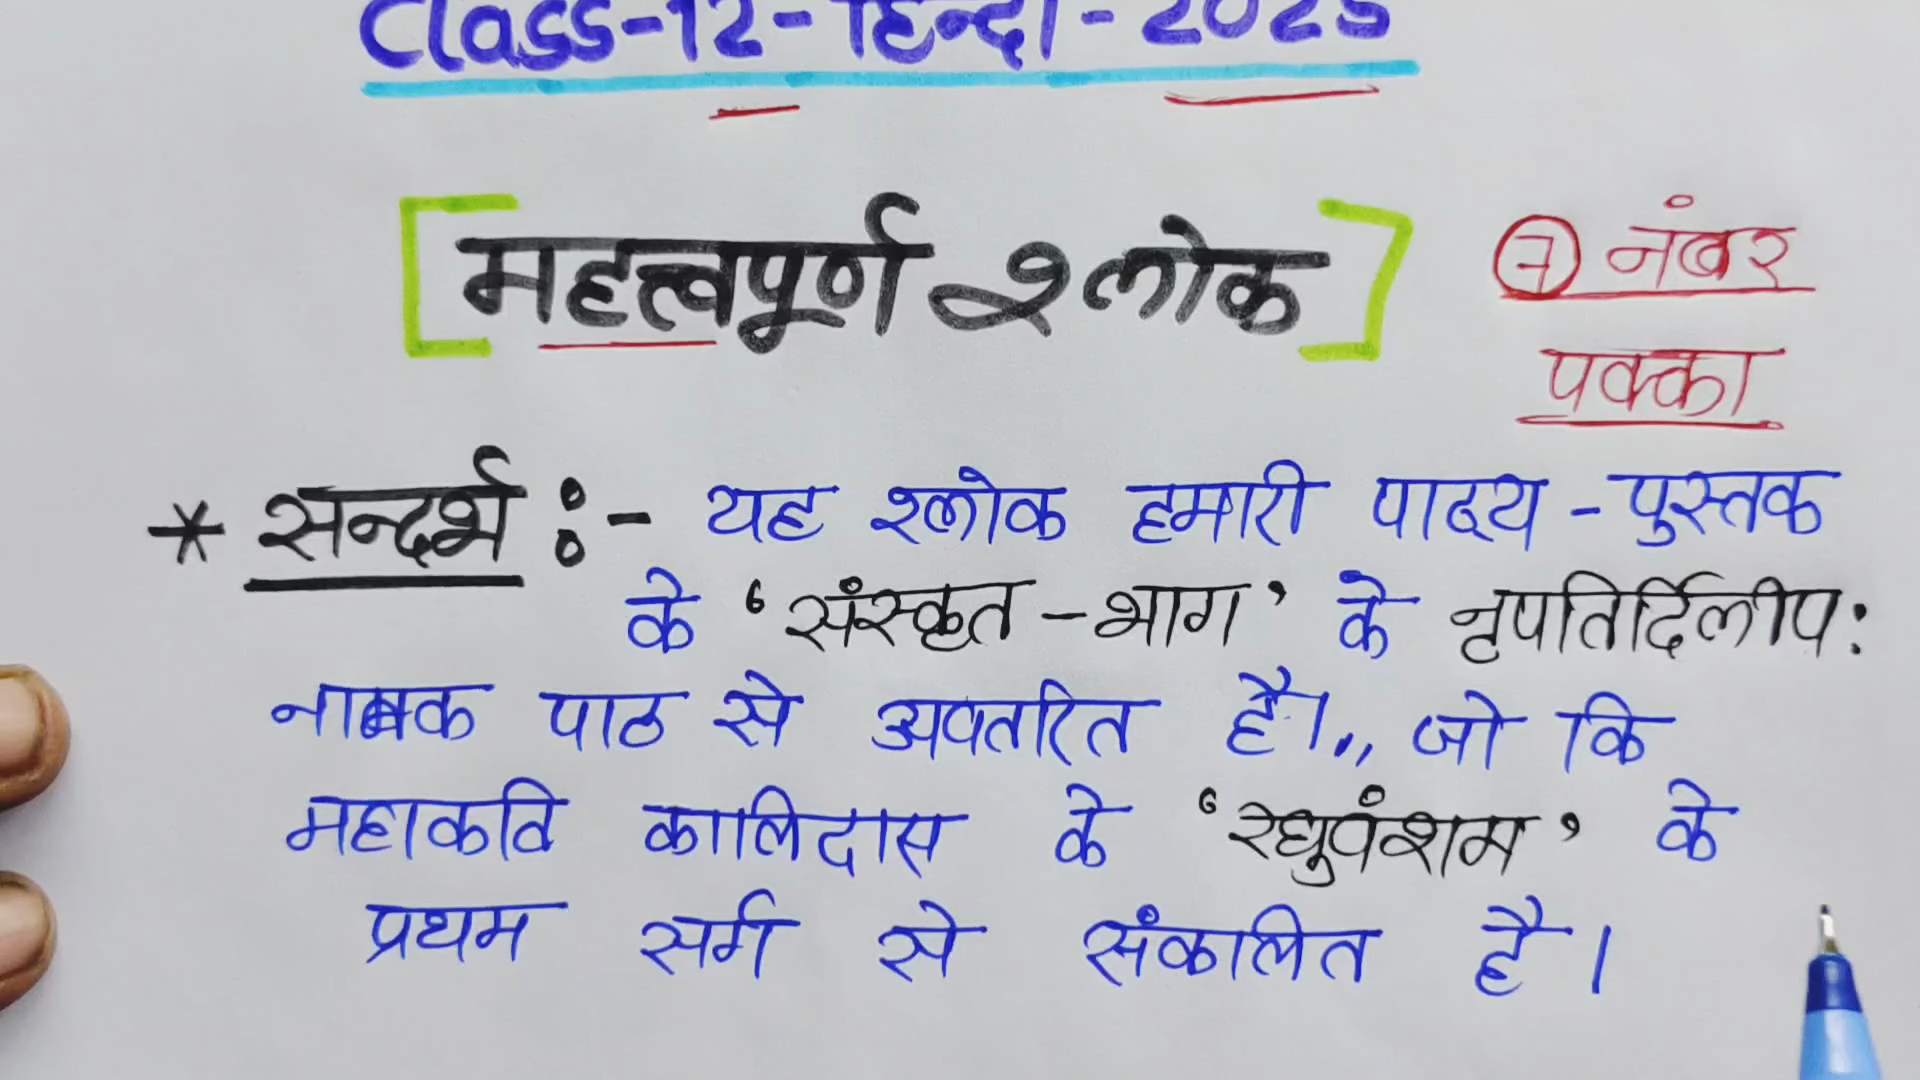 Class-12-हिन्दी-2025
[महत्त्वपूर्ण श्लोक]
७ नंबर
पक्का
* सन्दर्भ :- यह श्लोक हमारी पाठ्य-पुस्तक
के 'संस्कृत-भाग' के नृपतिर्दिलीपः
नामक पाठ से अवतरित है।,, जो कि
महाकवि कालिदास के 'रघुवंशम' के
प्रथम सर्ग से संकलित है।